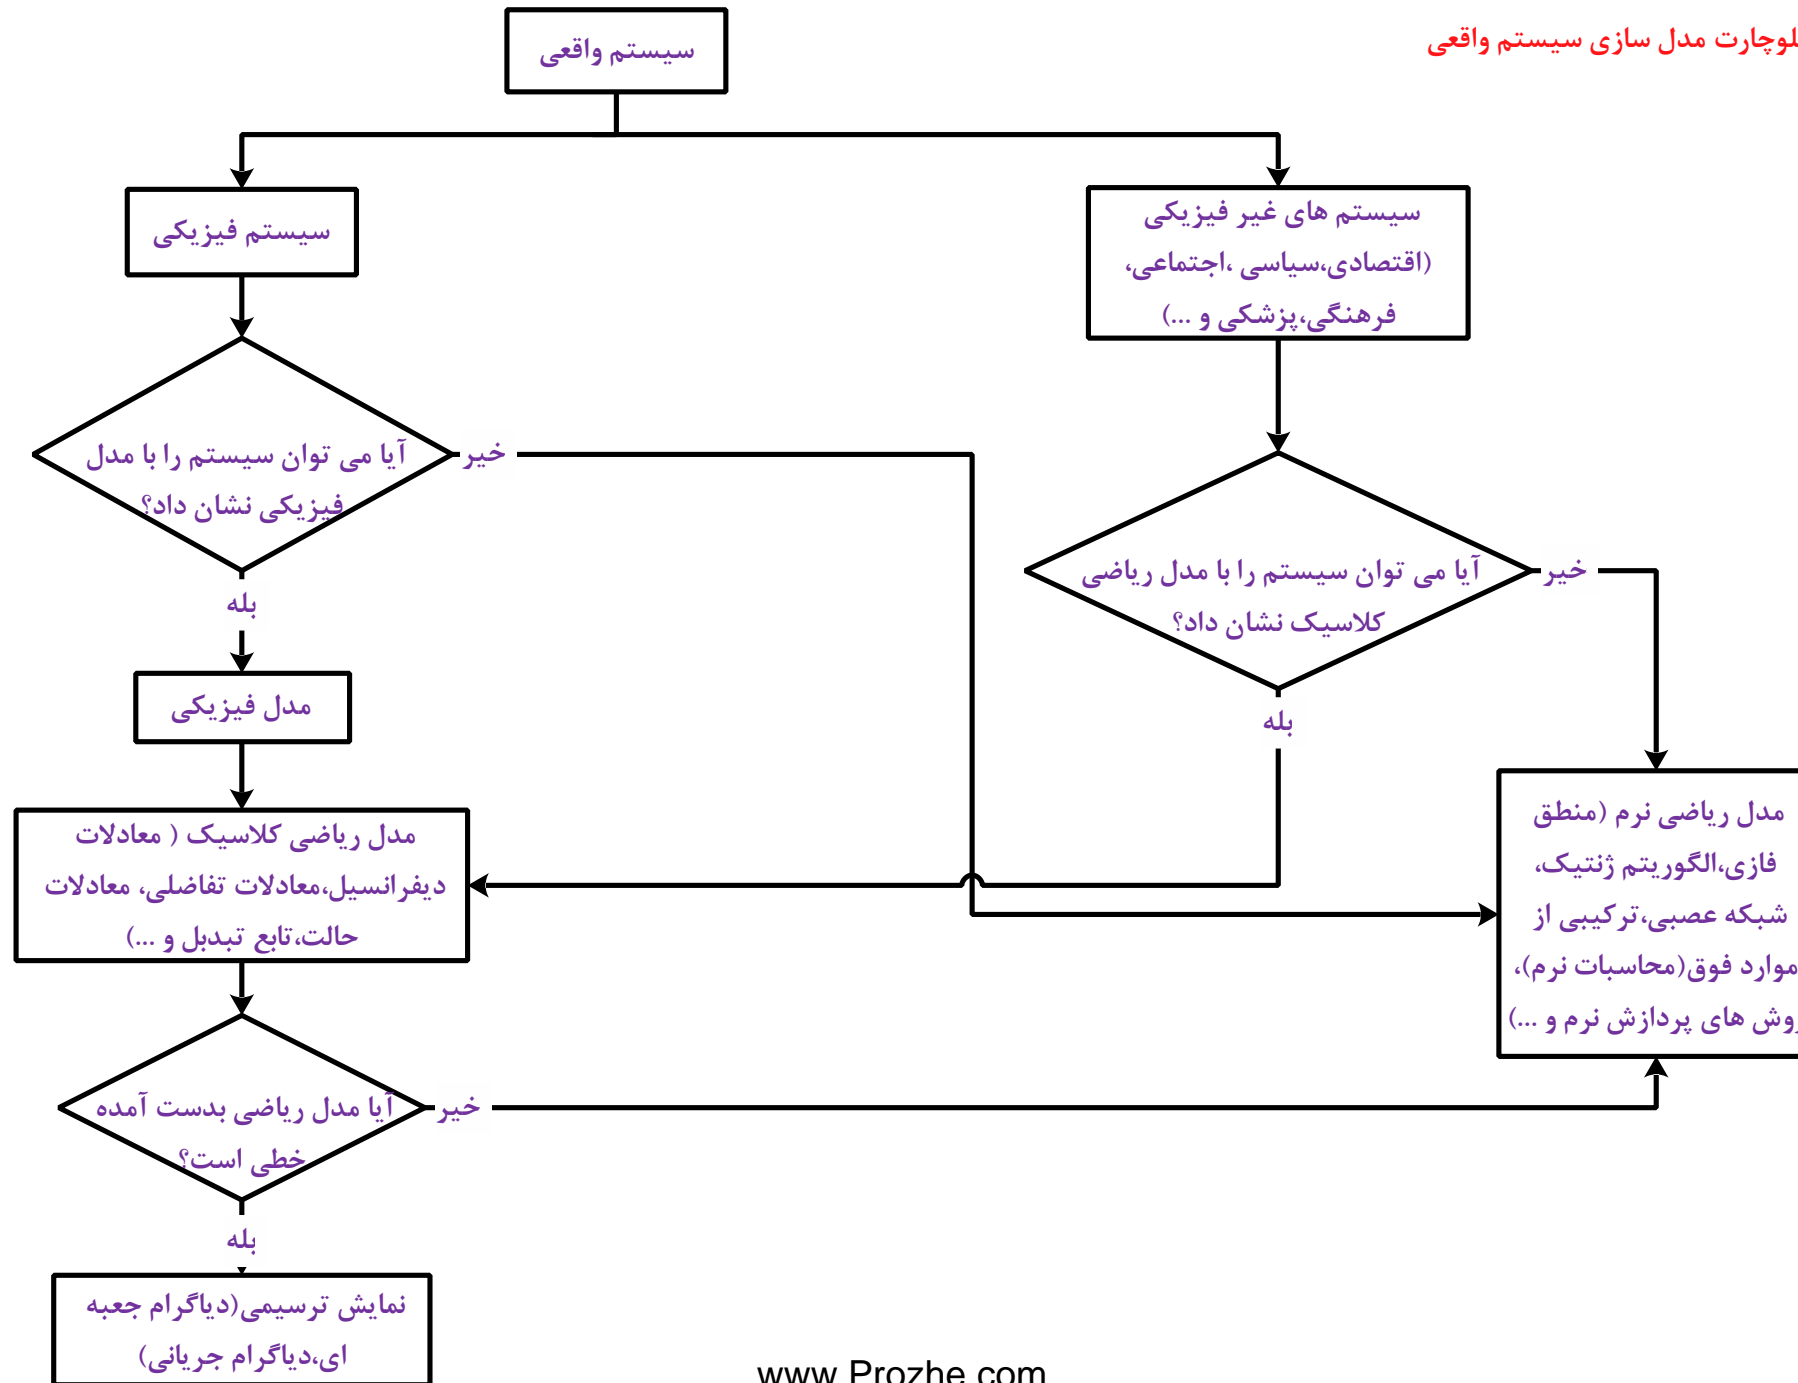 لوچارت مدل سازی سیستم واقعی
سیستم واقعی
سیستم فیزیکی
سیستم های غیر فیزیکی
(اقتصادی،سیاسی ،اجتماعی،
فرهنگی،پزشکی و ...)
آیا می توان سیستم را با مدل
فیزیکی نشان داد؟
خیر
بله
آیا می توان سیستم را با مدل ریاضی
کلاسیک نشان داد؟
خیر
بله
مدل فیزیکی
مدل ریاضی کلاسیک ( معادلات
دیفرانسیل،معادلات تفاضلی، معادلات
حالت،تابع تبدبل و ...)
مدل ریاضی نرم (منطق
فازی،الگوریتم ژنتیک،
شبکه عصبی،ترکیبی از
موارد فوق(محاسبات نرم)،
روش های پردازش نرم و ...)
آیا مدل ریاضی بدست آمده
خطی است؟
خیر
بله
نمایش ترسیمی(دیاگرام جعبه
ای،دیاگرام جریانی)
www.Prozhe.com